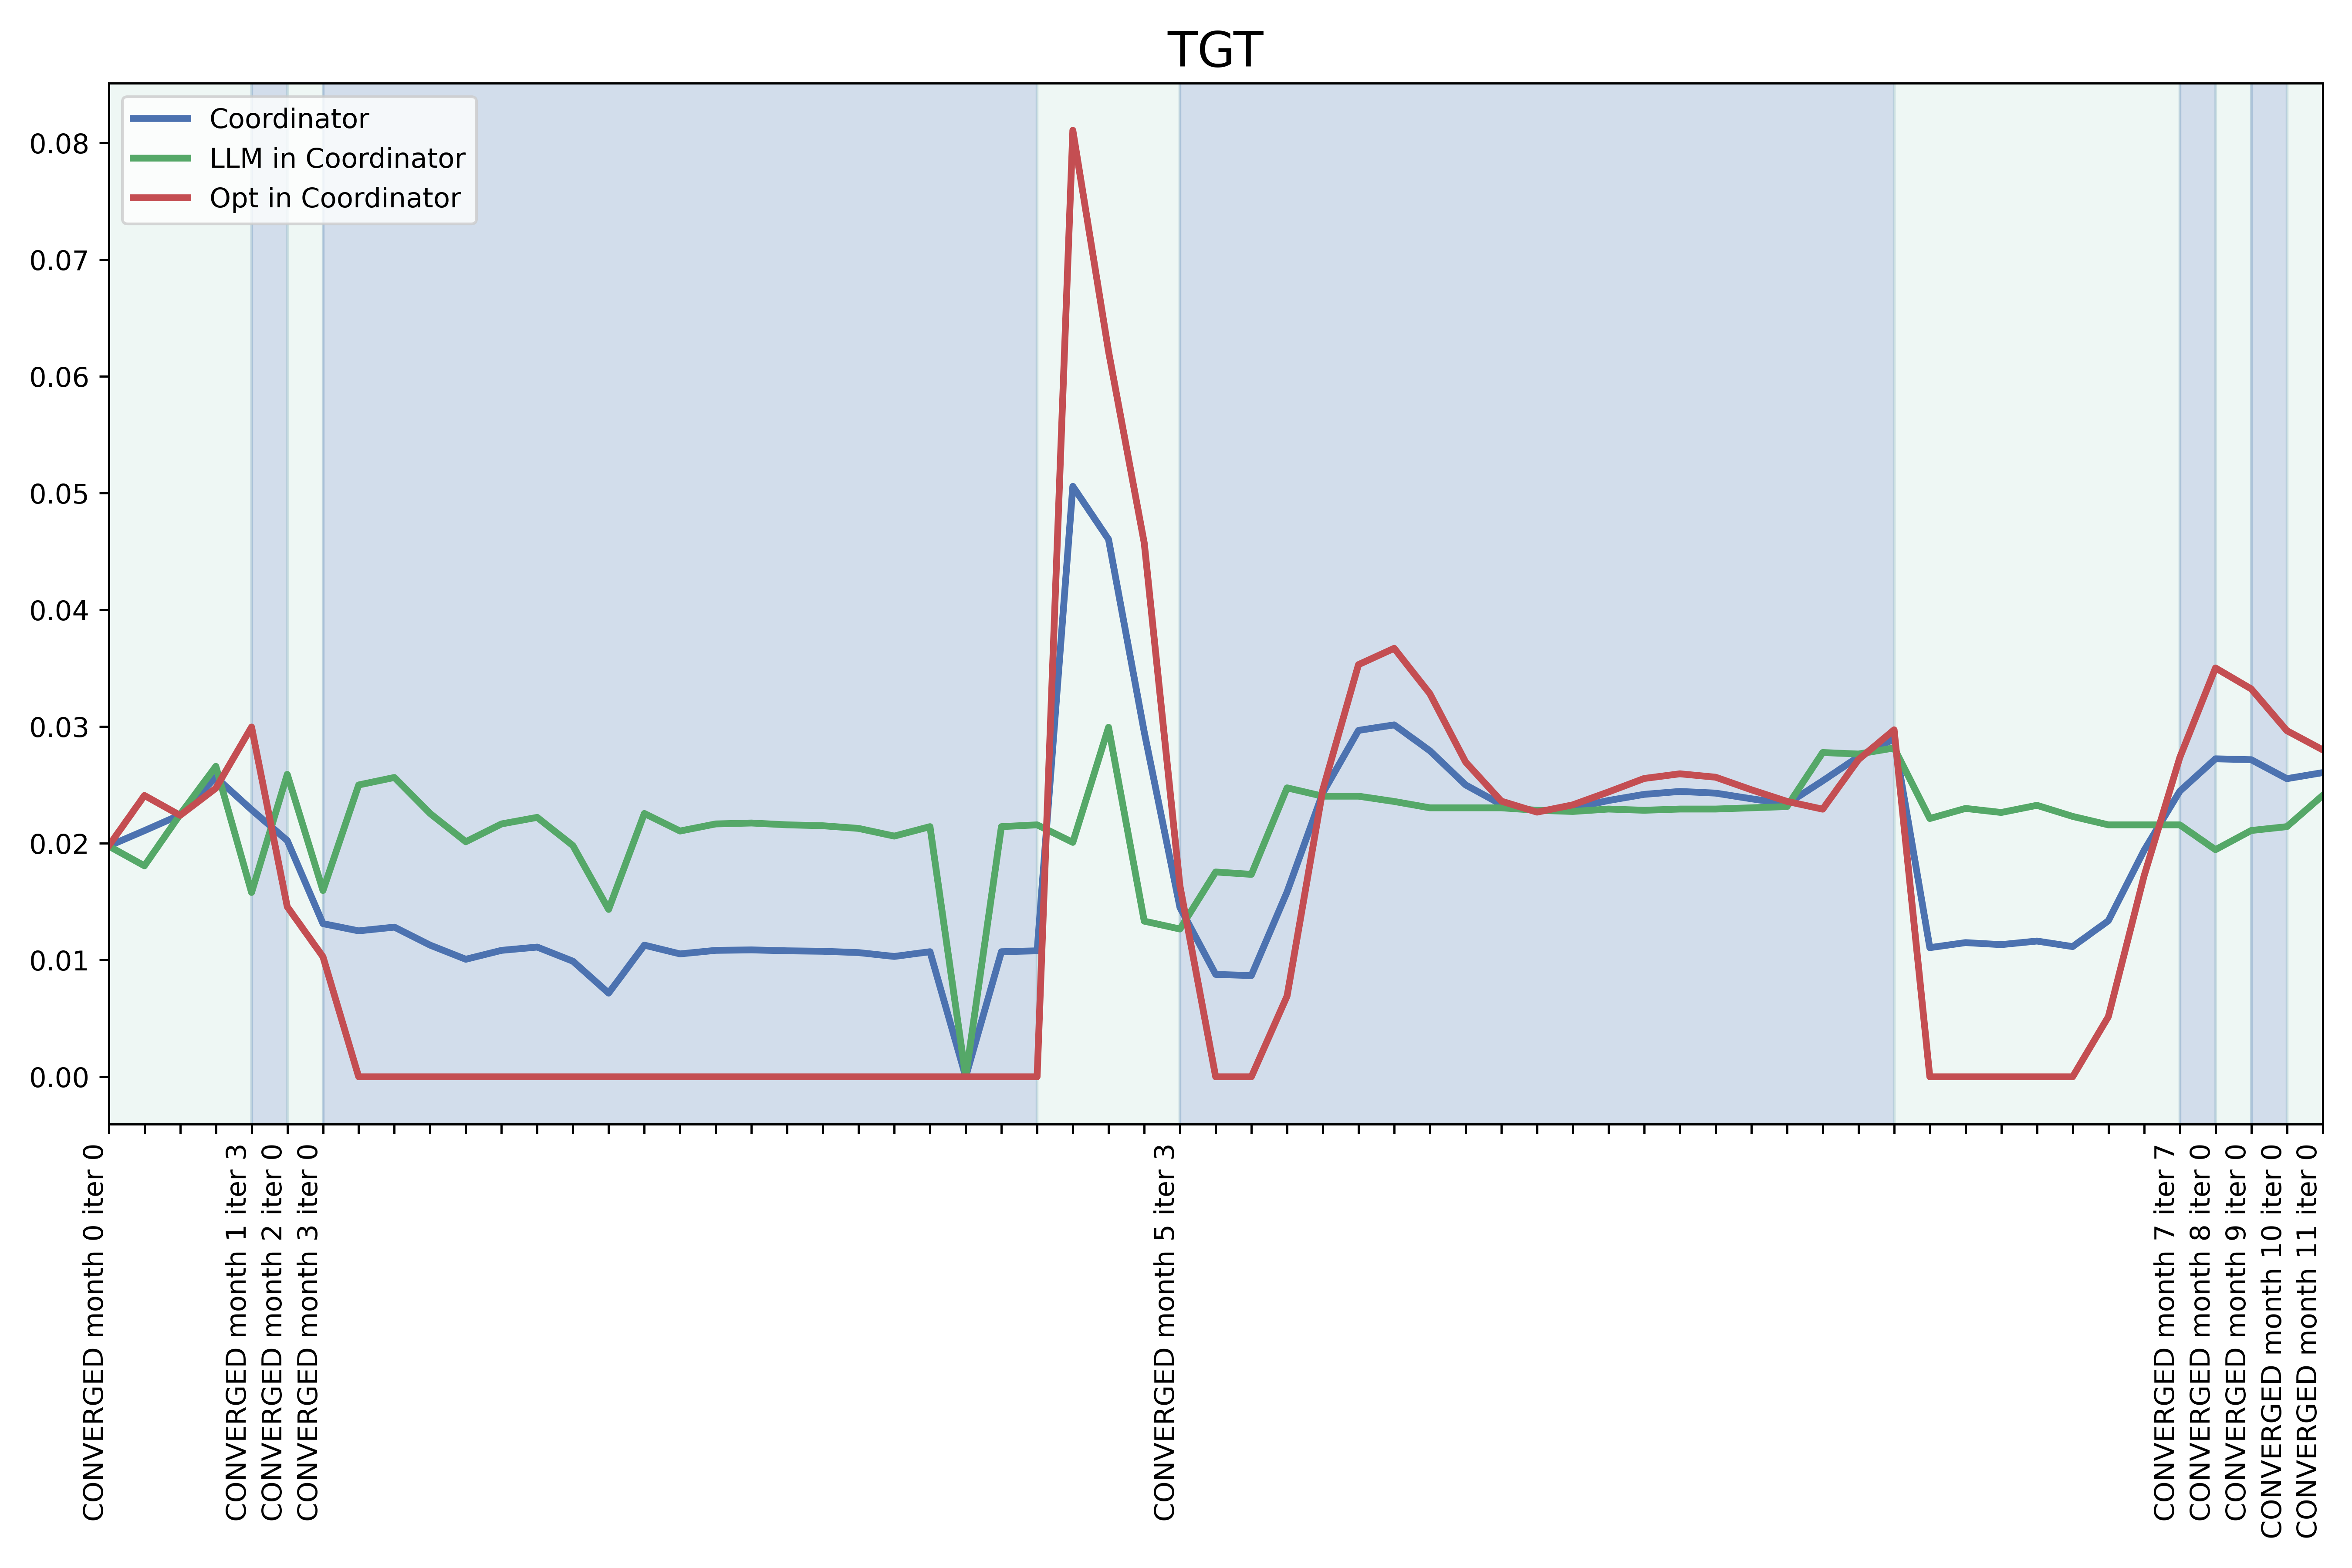 TGT
Coordinator
LLM in Coordinator
Opt in Coordinator
0.08
0.07
0.06
0.05
0.04
0.03
0.02
0.01
0.00
CONVERGED month 0 iter 0
CONVERGED month 1 iter 3
CONVERGED month 2 iter 0
CONVERGED month 3 iter 0
CONVERGED month 5 iter 3
CONVERGED month 7 iter 7
CONVERGED month 8 iter 0
CONVERGED month 9 iter 0
CONVERGED month 10 iter 0
CONVERGED month 11 iter 0